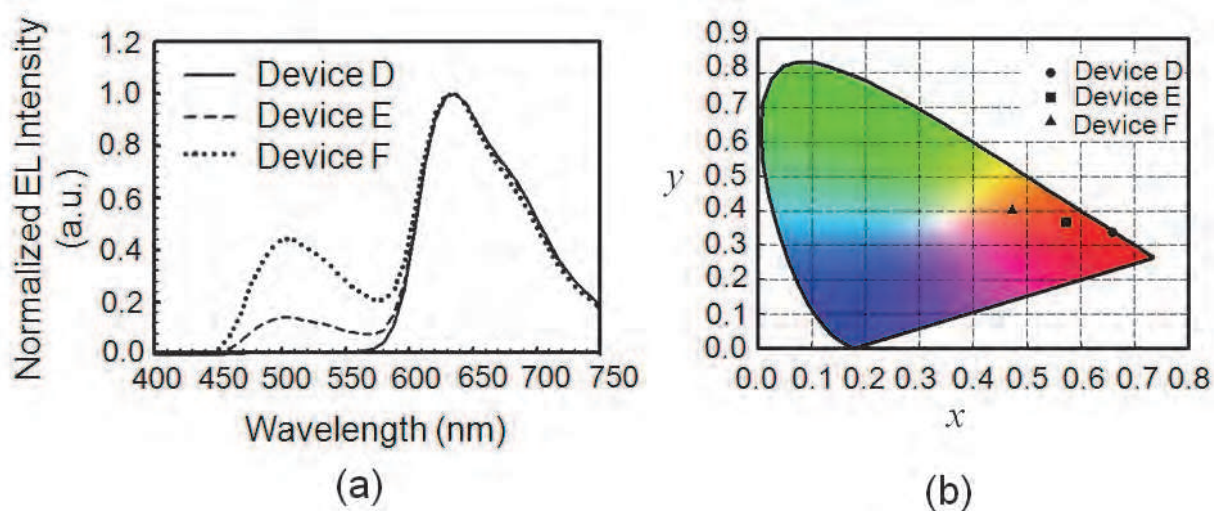 Normalized EL Intensity
(a.u.)
1.2
1.0
0.8
0.6
0.4
0.2
0.0
Device D
Device E
Device F
400 450 500 550 600 650 700 750
Wavelength (nm)
(a)
y
0.9
0.8
0.7
0.6
0.5
0.4
0.3
0.2
0.1
0.0
Device D
Device E
Device F
0.0 0.1 0.2 0.3 0.4 0.5 0.6 0.7 0.8
x
(b)